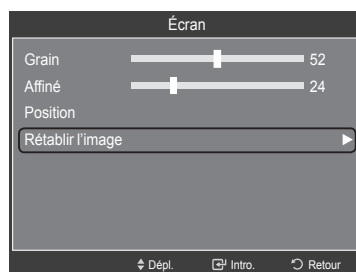 Écran
Grain 52
Affiné 24
Position
Rétablir l'image
Dépl. Intro. Retour